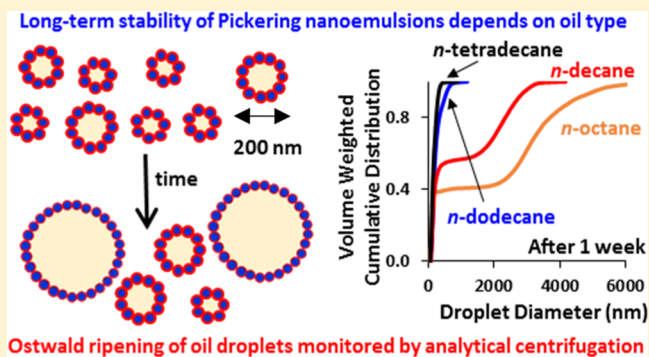 Long-term stability of Pickering nanoemulsions depends on oil type
200 nm
time
n-tetradecane
n-decane
n-octane
n-dodecane
After 1 week
Volume Weighted
Cumulative Distribution
0.8
0.4
0.0
0
2000
4000
6000
Droplet Diameter (nm)
Ostwald ripening of oil droplets monitored by analytical centrifugation